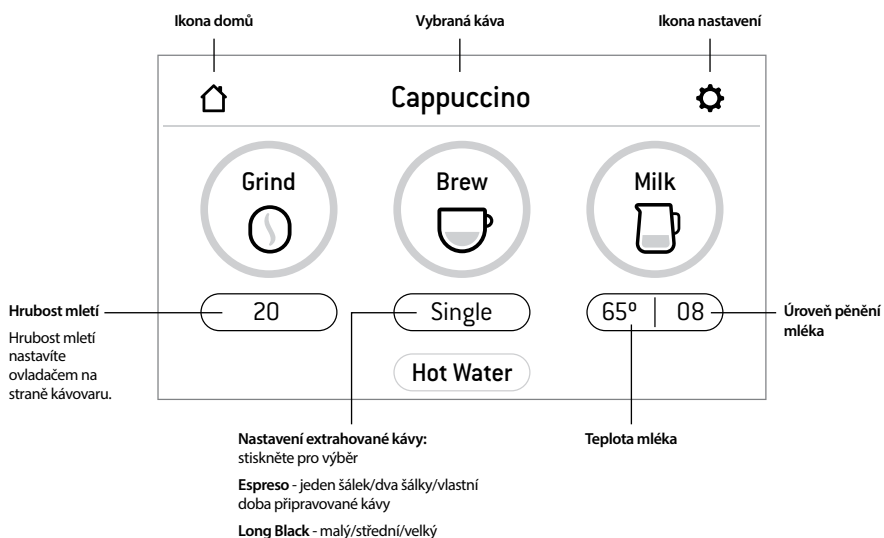 Ikona domů
Vybraná káva
Ikona nastavení
Cappuccino
Grind
Brew
Milk
20
Single
65º | 08
Hot Water
Hrubost mletí
Hrubost mletí
nastavíte
ovladačem na
straně kávovaru.
Úroveň pěnění
mléka
Nastavení extrahované kávy:
stiskněte pro výběr
Espreso - jeden šálek/dva šálky/vlastní
doba připravované kávy
Long Black - malý/střední/velký
Teplota mléka